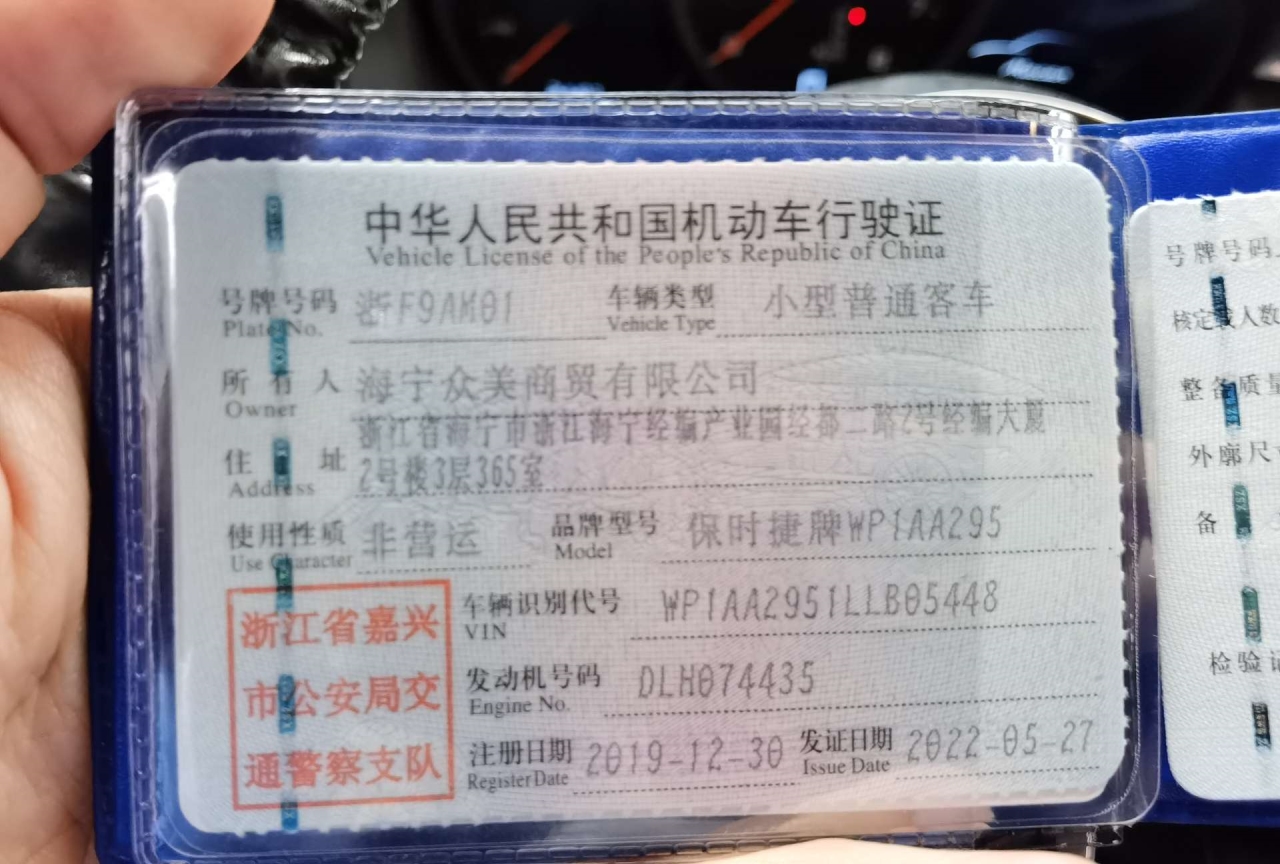 中华人民共和国机动车行驶证
Vehicle License of the People's Republic of China
号牌号码 浙F9AM01 车辆类型 小型普通客车
Plate No. Vehicle Type
所有人 海宁众美商贸有限公司
Owner
浙江省海宁市浙江海宁经编产业园经都二路2号经编大厦
住址 2号楼3层365室
Address
使用性质 非营运 品牌型号 保时捷牌WP1AA295
Use Character Model
浙江省嘉兴
市公安局交
通警察支队
车辆识别代号 WP1AA2951LLB05448
VIN
发动机号码 DLH074435
Engine No.
注册日期 2019-12-30 发证日期 2022-05-27
Register Date Issue Date
号牌号码
核定载人数
整备质量
外廓尺
备
检验记